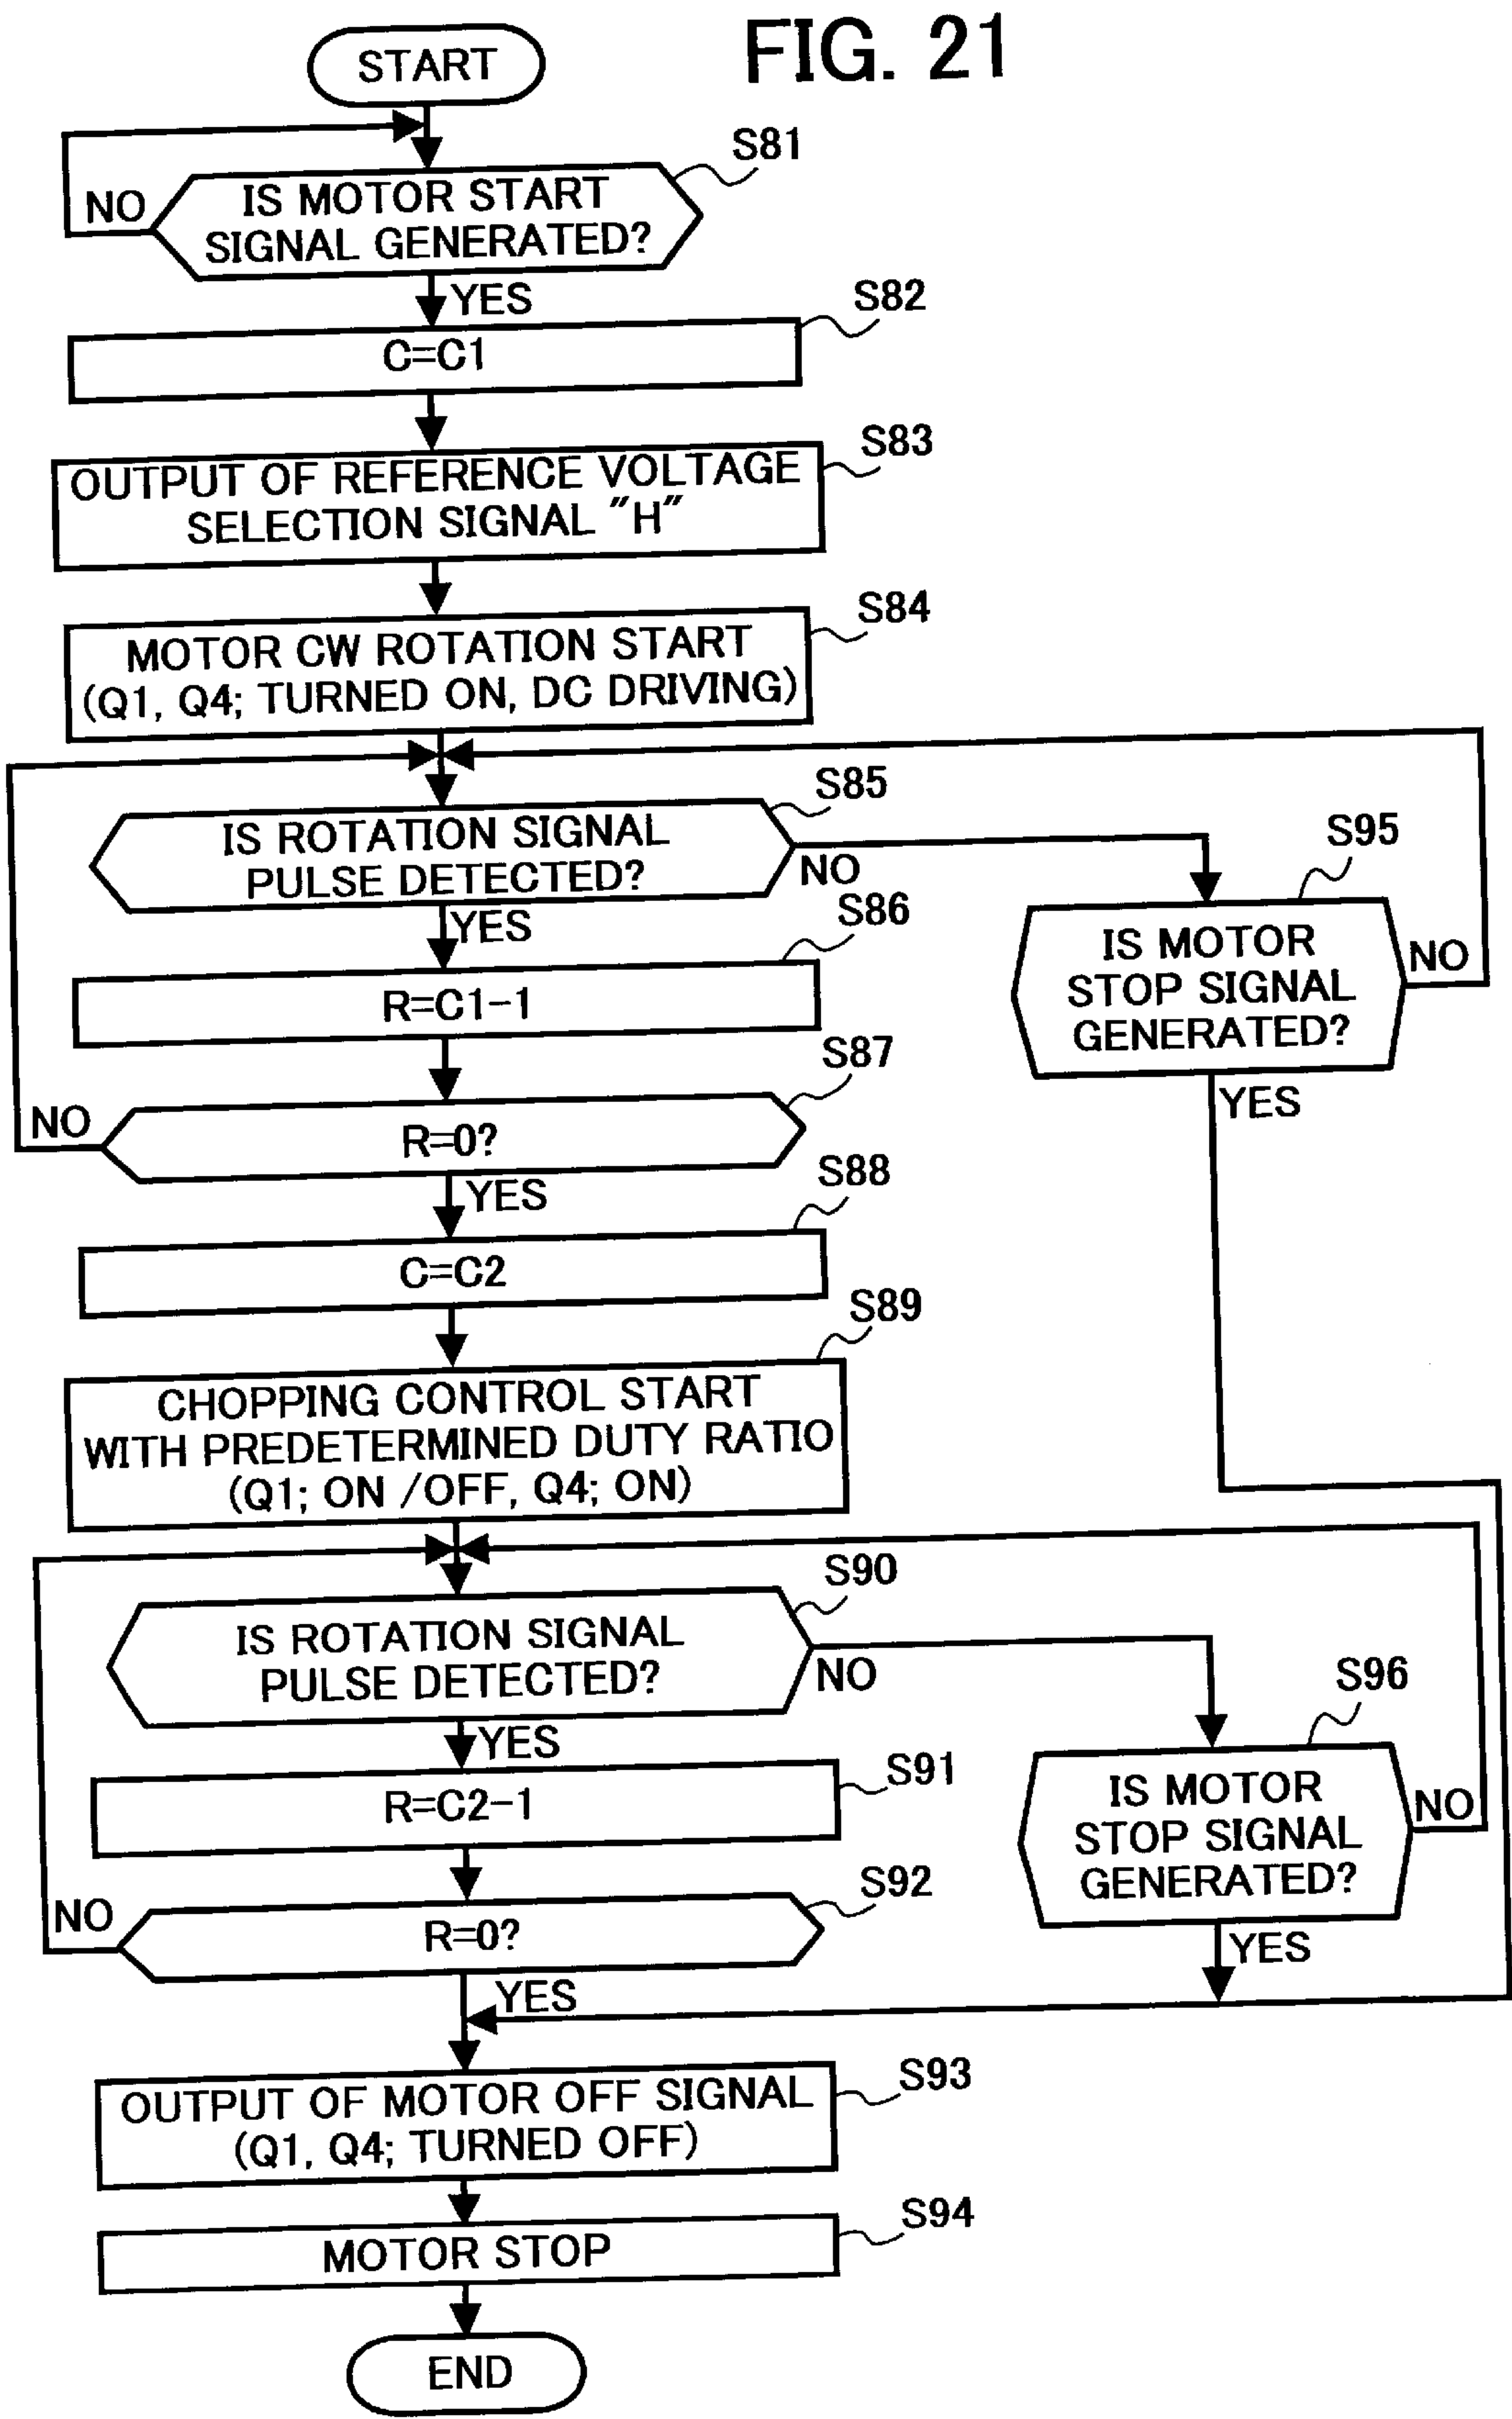 FIG. 21
START
S81
IS MOTOR START
SIGNAL GENERATED?
NO
YES
S82
C=C1
S83
OUTPUT OF REFERENCE VOLTAGE
SELECTION SIGNAL "H"
S84
MOTOR CW ROTATION START
(Q1, Q4; TURNED ON, DC DRIVING)
S85
IS ROTATION SIGNAL
PULSE DETECTED?
NO
YES
S95
IS MOTOR
STOP SIGNAL
GENERATED?
NO
YES
S86
R=C1-1
S87
R=0?
NO
YES
S88
C=C2
S89
CHOPPING CONTROL START
WITH PREDETERMINED DUTY RATIO
(Q1; ON /OFF, Q4; ON)
S90
IS ROTATION SIGNAL
PULSE DETECTED?
NO
YES
S96
IS MOTOR
STOP SIGNAL
GENERATED?
NO
YES
S91
R=C2-1
S92
R=0?
NO
YES
S93
OUTPUT OF MOTOR OFF SIGNAL
(Q1, Q4; TURNED OFF)
S94
MOTOR STOP
END